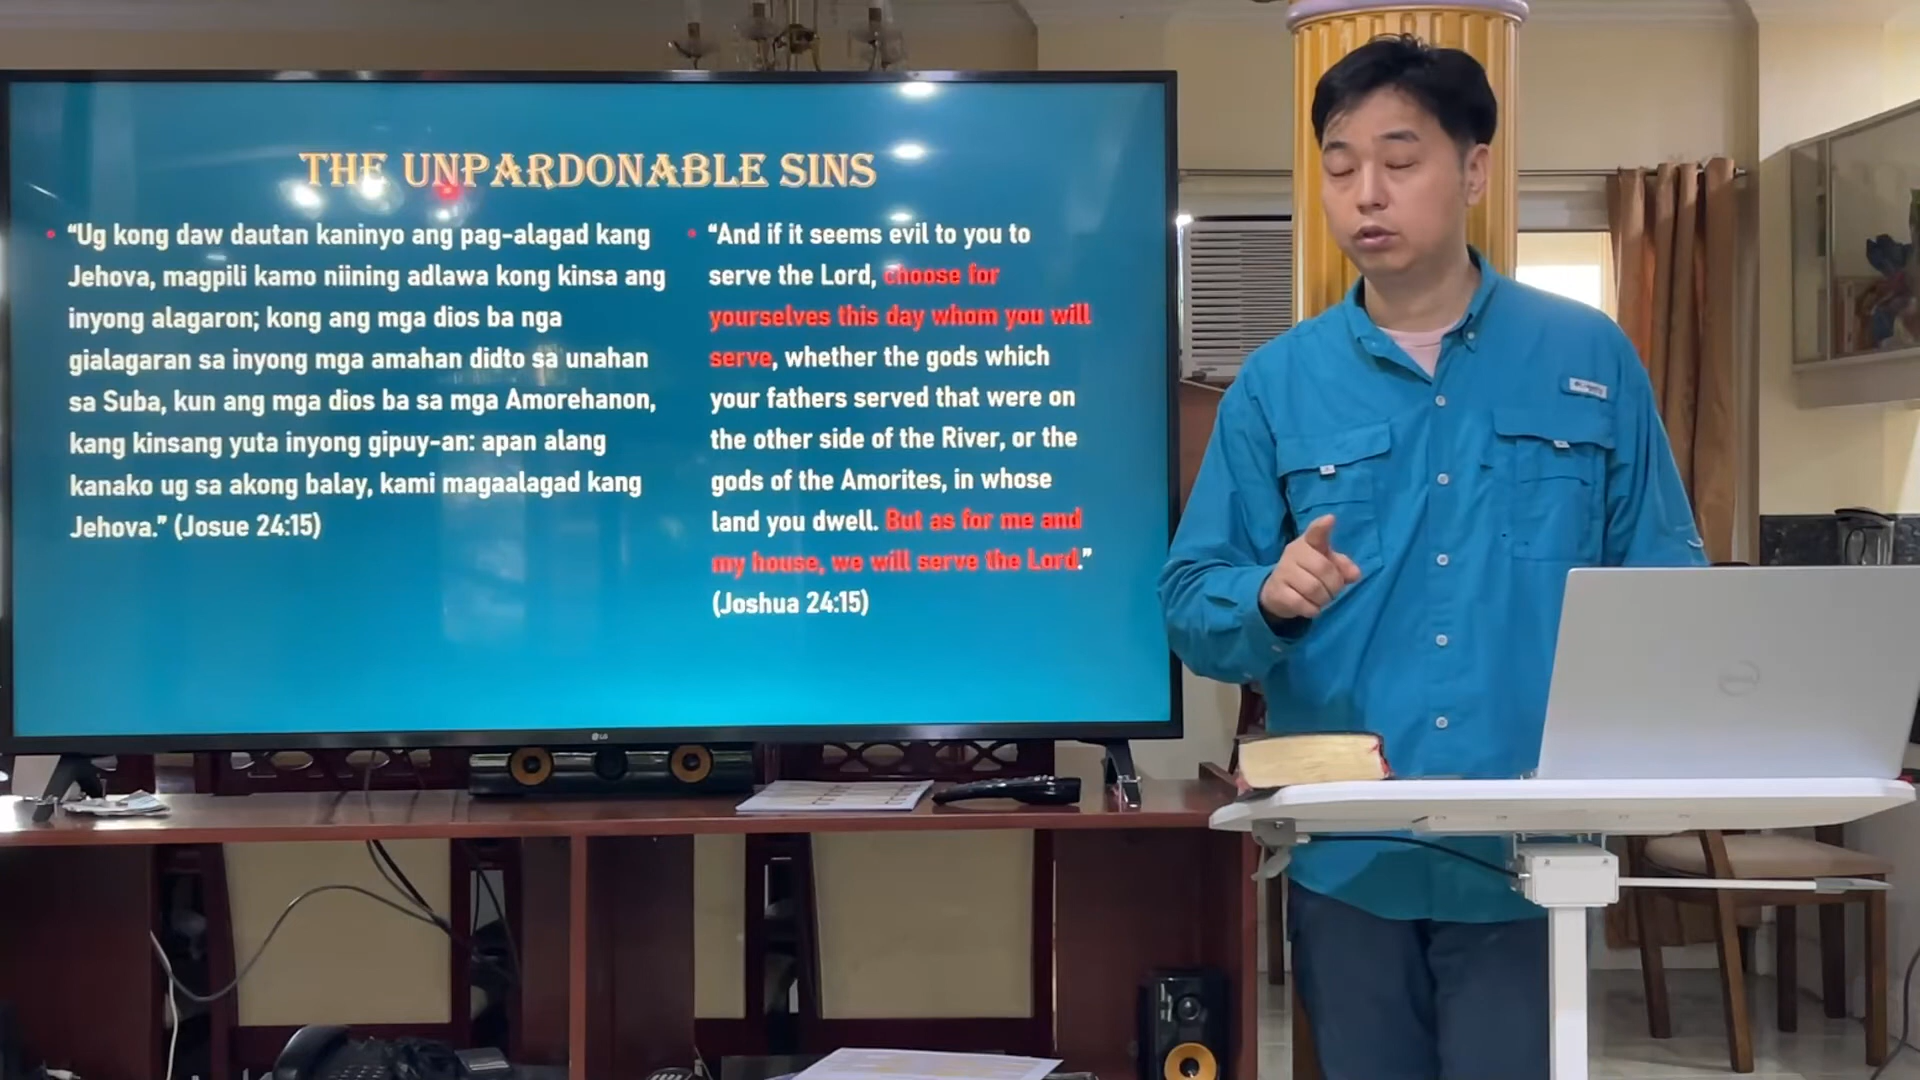 THE UNPARDONABLE SINS
“Ug kong daw dautan kaninyo ang pag-alagad kang
Jehova, magpili kamo niining adlawa kong kinsa ang
inyong alagaron; kong ang mga dios ba nga
gialagaran sa inyong mga amahan didto sa unahan
sa Suba, kun ang mga dios ba sa mga Amorehanon,
kang kinsang yuta inyong gipuy-an: apan alang
kanako ug sa akong balay, kami magaalagad kang
Jehova.” (Josue 24:15)
“And if it seems evil to you to
serve the Lord, choose for
yourselves this day whom you will
serve, whether the gods which
your fathers served that were on
the other side of the River, or the
gods of the Amorites, in whose
land you dwell. But as for me and
my house, we will serve the Lord.”
(Joshua 24:15)
LG
DELL